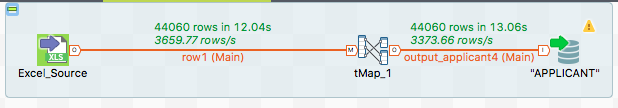 44060 rows in 12.04s
3659.77 rows/s
row1 (Main)
44060 rows in 13.06s
3373.66 rows/s
output_applicant4 (Main)
XLS
O
M
O
I
Excel_Source
tMap_1
"APPLICANT"